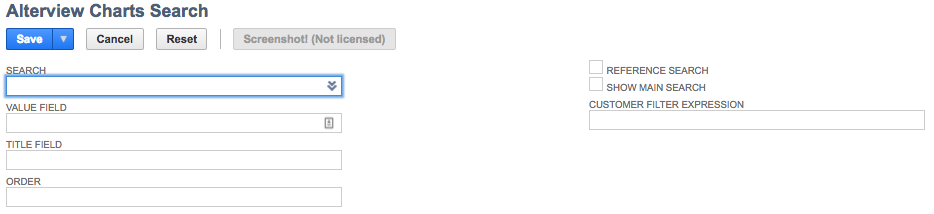 Alterview Charts Search
Save Cancel Reset Screenshot! (Not licensed)
SEARCH
VALUE FIELD
TITLE FIELD
ORDER
REFERENCE SEARCH
SHOW MAIN SEARCH
CUSTOMER FILTER EXPRESSION